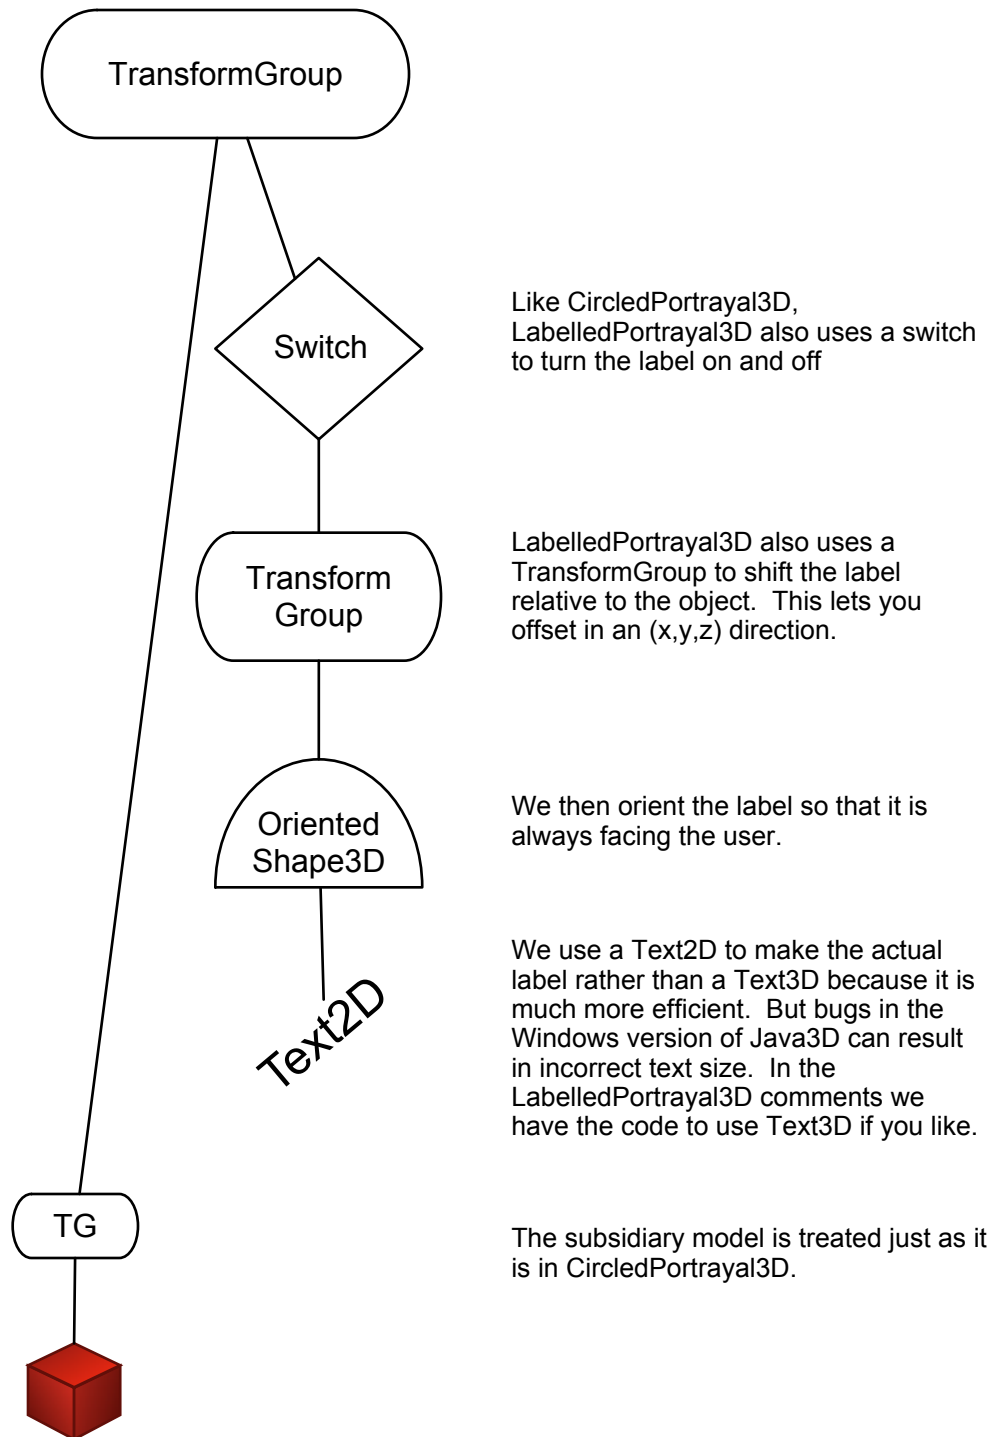 TransformGroup
Switch
Like CircledPortrayal3D,
LabelledPortrayal3D also uses a switch
to turn the label on and off
Transform
Group
LabelledPortrayal3D also uses a
TransformGroup to shift the label
relative to the object.  This lets you
offset in an (x,y,z) direction.
Oriented
Shape3D
We then orient the label so that it is
always facing the user.
Text2D
We use a Text2D to make the actual
label rather than a Text3D because it is
much more efficient.  But bugs in the
Windows version of Java3D can result
in incorrect text size.  In the
LabelledPortrayal3D comments we
have the code to use Text3D if you like.
TG
The subsidiary model is treated just as it
is in CircledPortrayal3D.